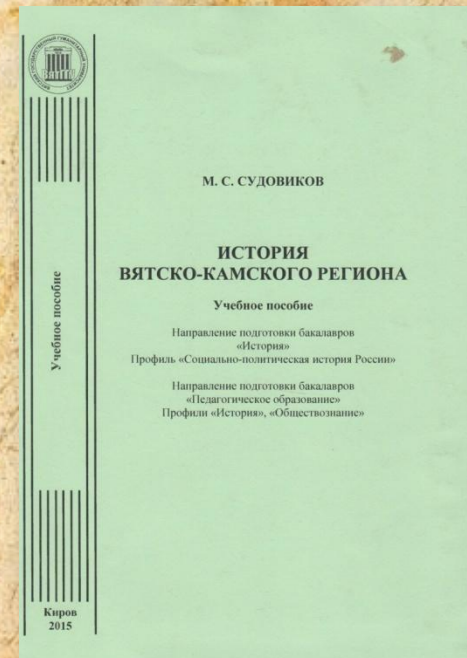 М. С. СУДОВИКОВ
ИСТОРИЯ
ВЯТСКО-КАМСКОГО РЕГИОНА
Учебное пособие
Направление подготовки бакалавров
«История»
Профиль «Социально-политическая история России»
Направление подготовки бакалавров
«Педагогическое образование»
Профили «История», «Обществознание»
Учебное пособие
Киров
2015